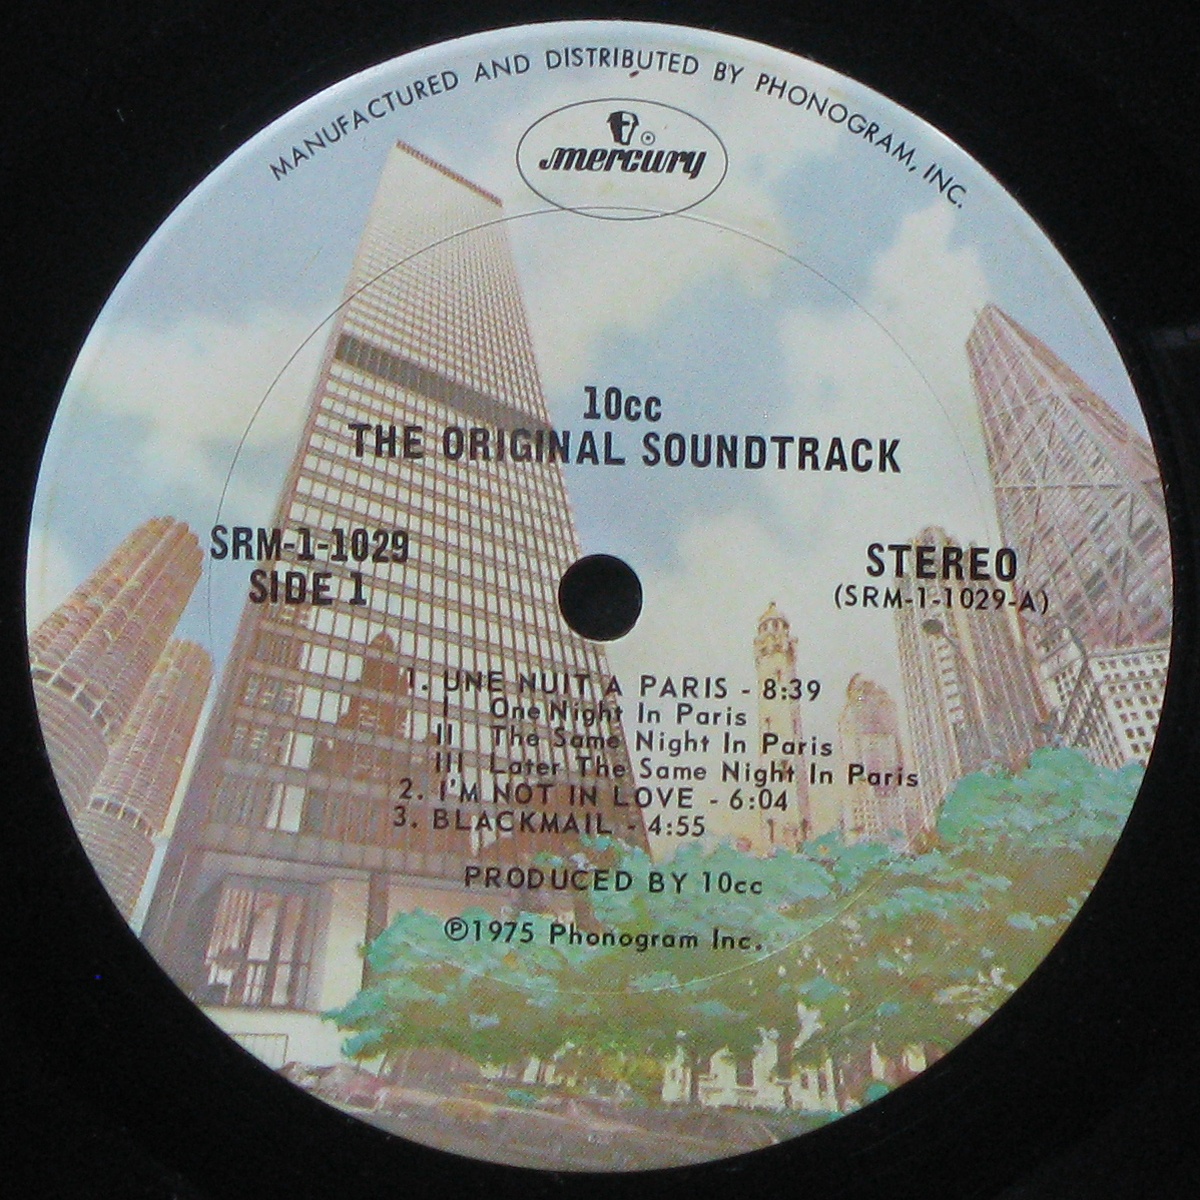 MANUFACTURED AND DISTRIBUTED BY PHONOGRAM, INC.
mercury
10cc
THE ORIGINAL SOUNDTRACK
SRM-1-1029
SIDE 1
STEREO
(SRM-1-1029-A)
1. UNE NUIT A PARIS - 8:39
I One Night In Paris
II The Same Night In Paris
III Later The Same Night In Paris
2. I'M NOT IN LOVE - 6:04
3. BLACKMAIL - 4:55
PRODUCED BY 10cc
℗1975 Phonogram Inc.